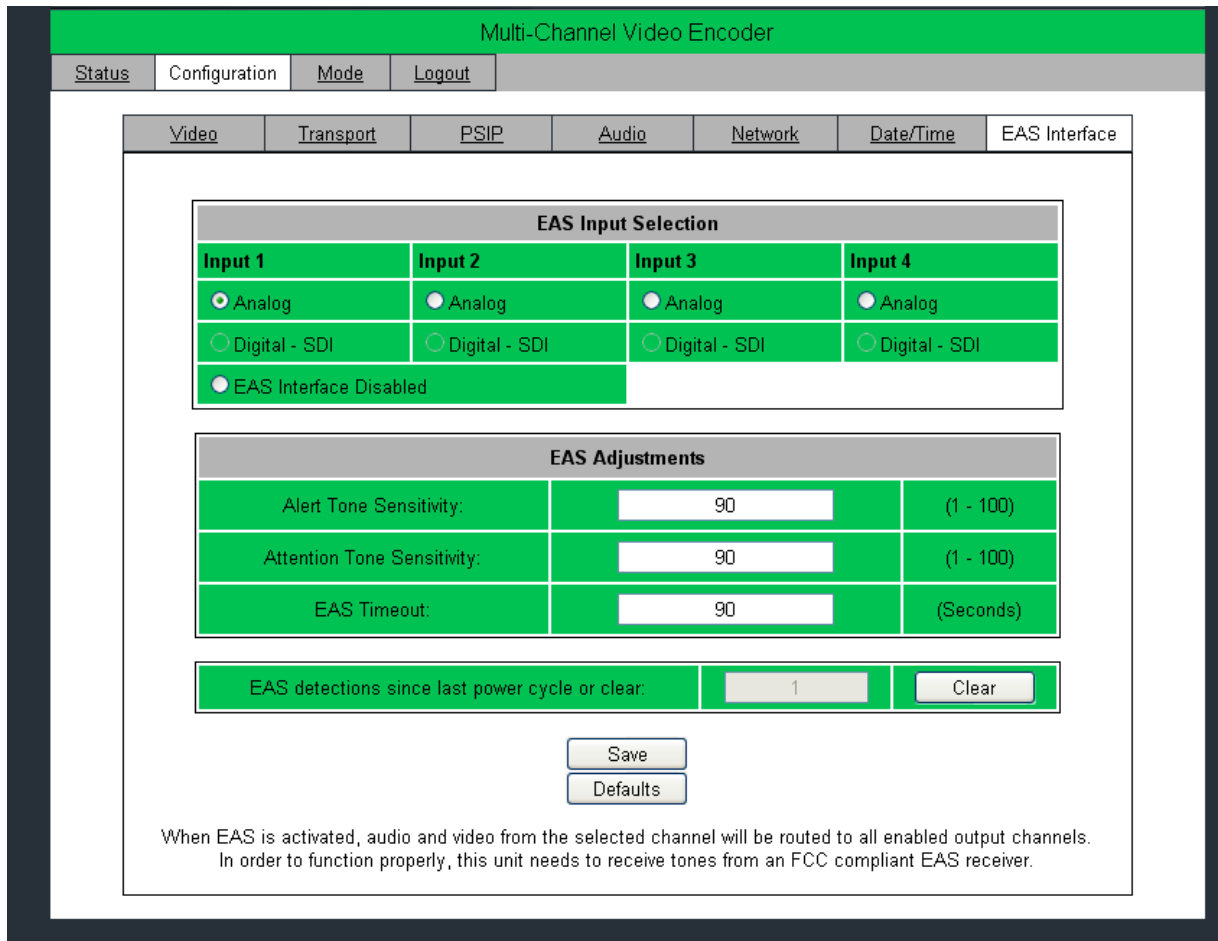 Multi-Channel Video Encoder
Status Configuration Mode Logout
Video Transport PSIP Audio Network Date/Time EAS Interface
EAS Input Selection
Input 1 Input 2 Input 3 Input 4
Analog Analog Analog Analog
Digital - SDI Digital - SDI Digital - SDI Digital - SDI
EAS Interface Disabled
EAS Adjustments
Alert Tone Sensitivity: 90 (1 - 100)
Attention Tone Sensitivity: 90 (1 - 100)
EAS Timeout: 90 (Seconds)
EAS detections since last power cycle or clear: 1 Clear
Save
Defaults
When EAS is activated, audio and video from the selected channel will be routed to all enabled output channels.
In order to function properly, this unit needs to receive tones from an FCC compliant EAS receiver.